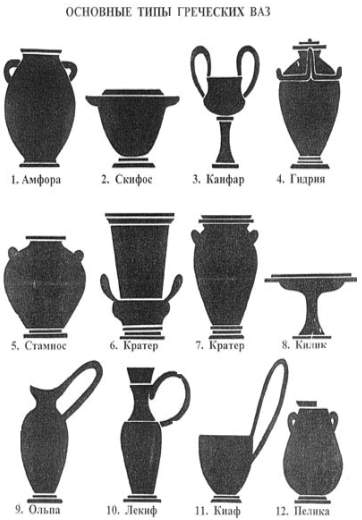 ОСНОВНЫЕ ТИПЫ ГРЕЧЕСКИХ ВАЗ
1. Амфора
2. Скифос
3. Канфар
4. Гидрия
5. Стамнос
6. Кратер
7. Кратер
8. Килик
9. Ольпа
10. Лекиф
11. Киаф
12. Пелика